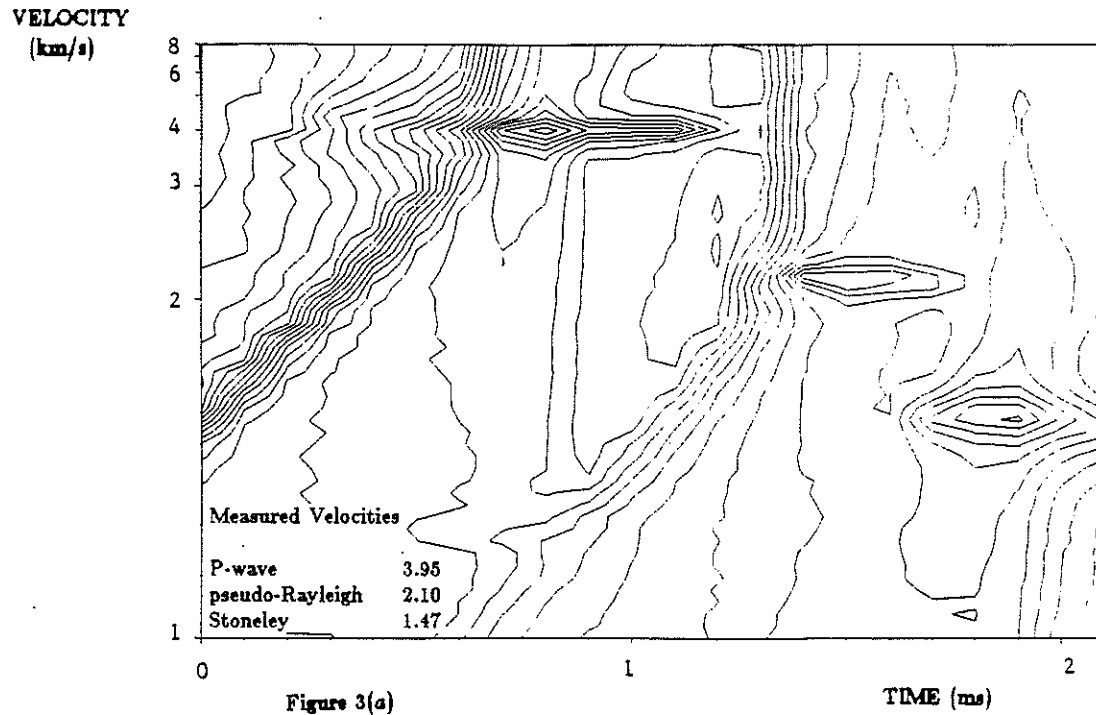 VELOCITY
(km/s)
8
6
4
3
2
1
Measured Velocities
P-wave 3.95
pseudo-Rayleigh 2.10
Stoneley 1.47
0 1 2
Figure 3(a) TIME (ms)